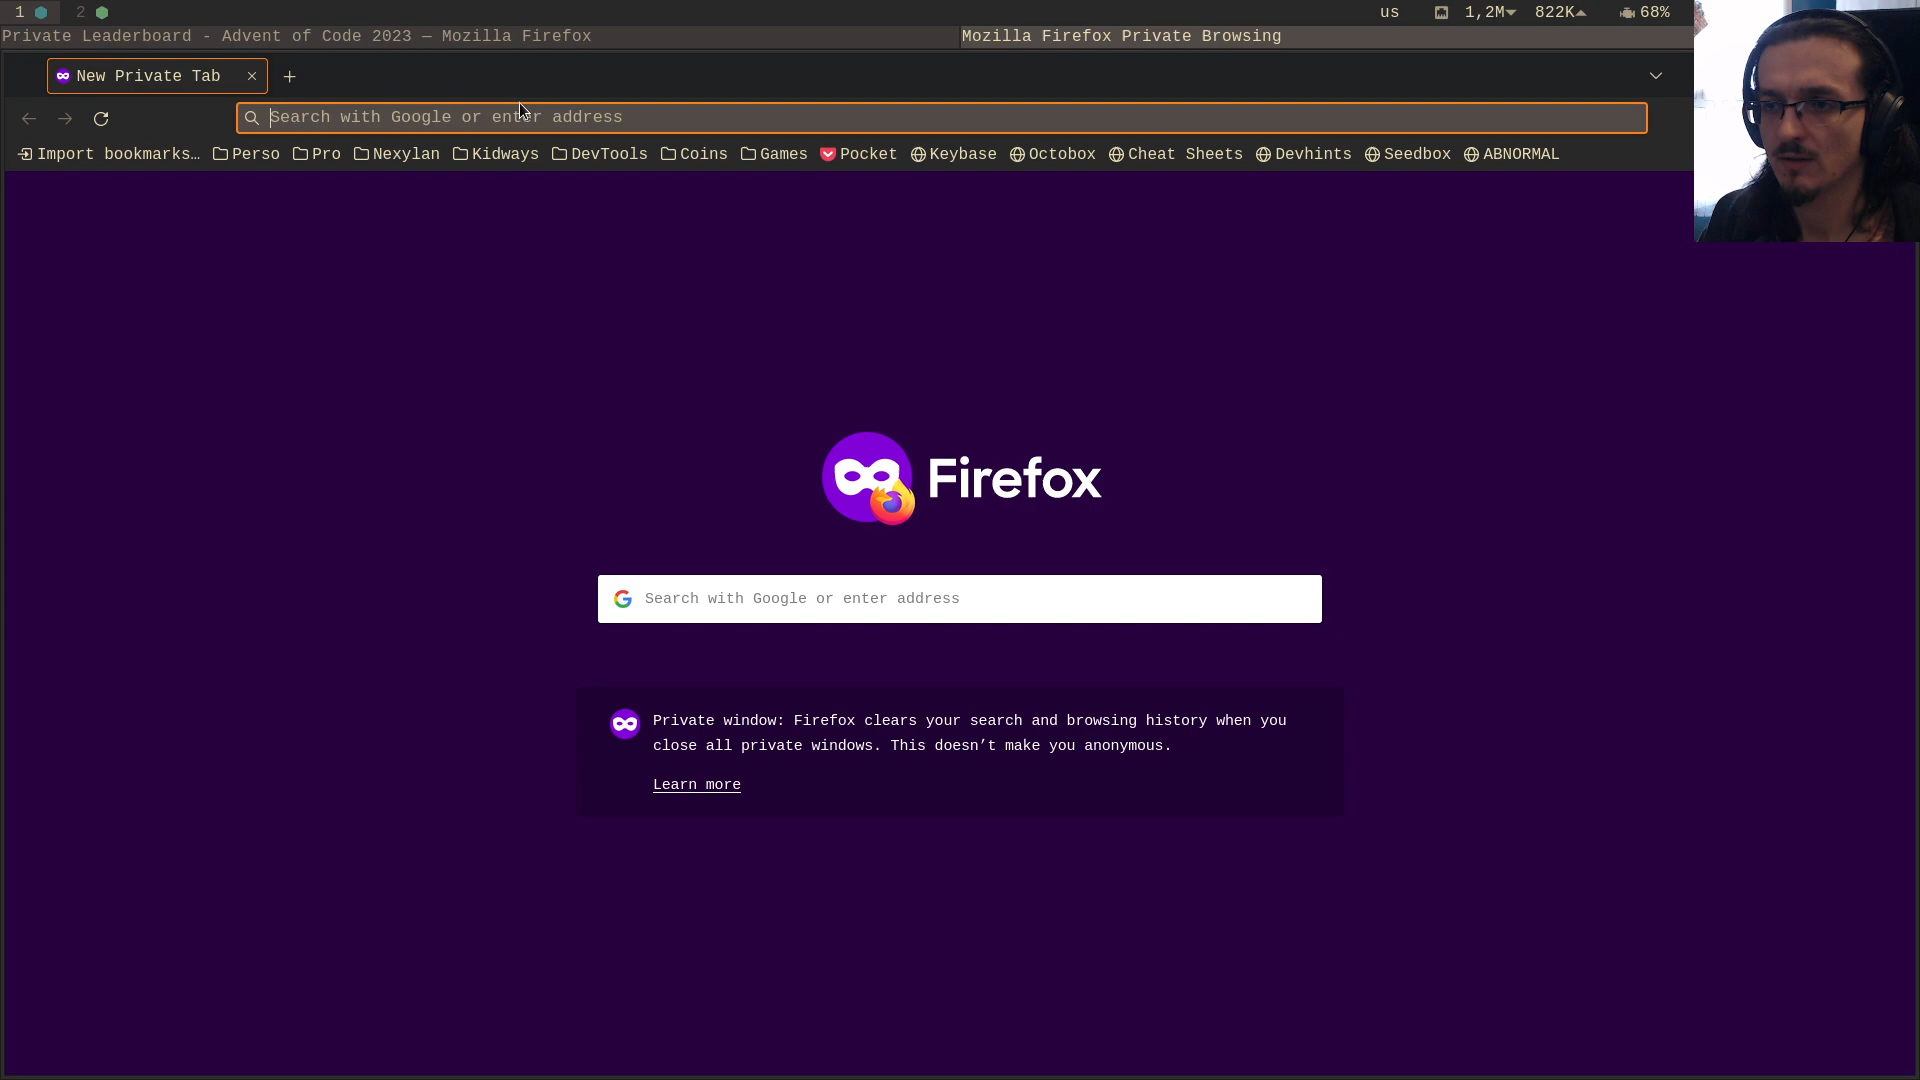 1 2 us 1,2M 822K 68%
Private Leaderboard - Advent of Code 2023 — Mozilla Firefox Mozilla Firefox Private Browsing
New Private Tab
Search with Google or enter address
Import bookmarks… Perso Pro Nexylan Kidways DevTools Coins Games Pocket Keybase Octobox Cheat Sheets Devhints Seedbox ABNORMAL
Firefox
Search with Google or enter address
Private window: Firefox clears your search and browsing history when you
close all private windows. This doesn’t make you anonymous.
Learn more